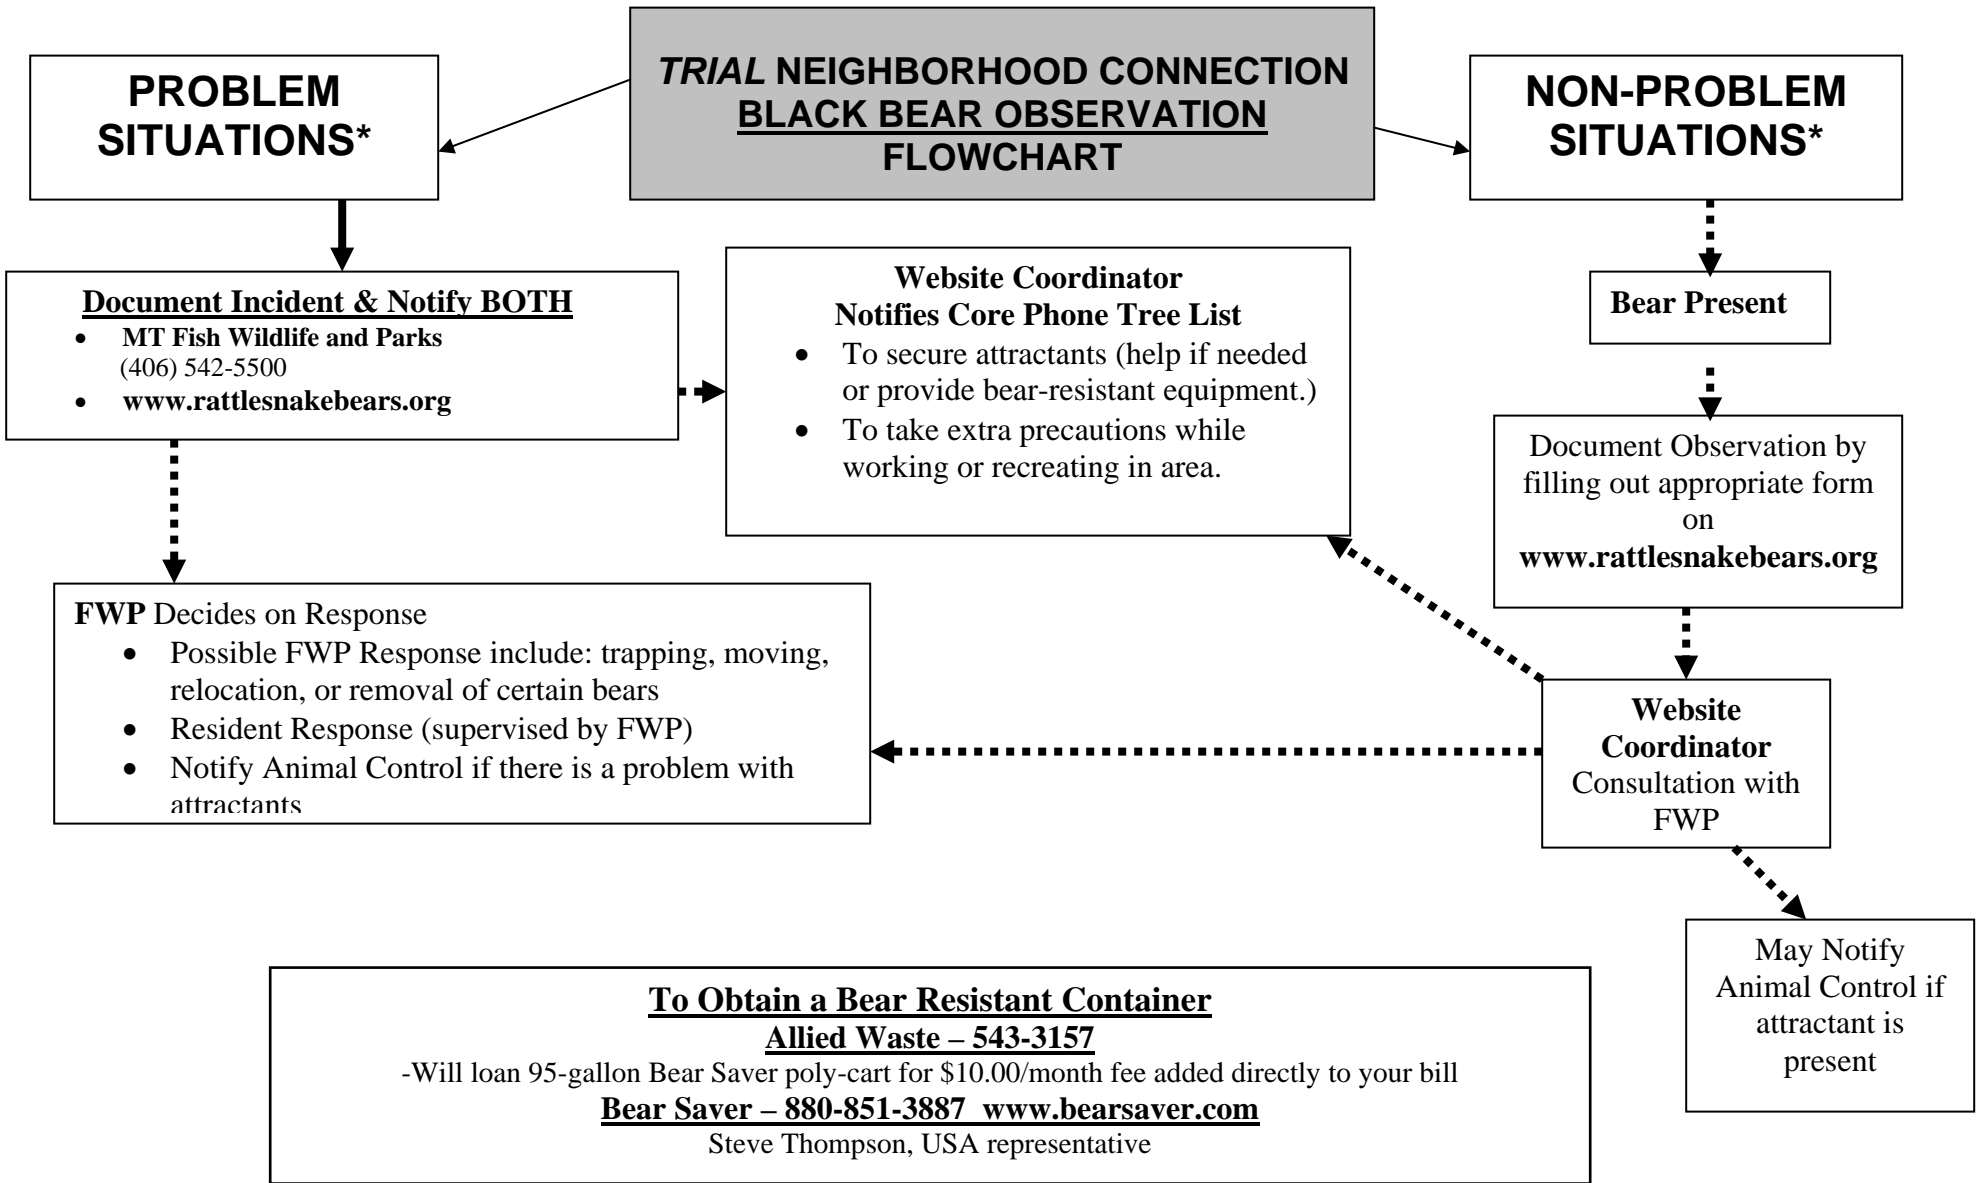 TRIAL NEIGHBORHOOD CONNECTION
BLACK BEAR OBSERVATION
FLOWCHART
PROBLEM
SITUATIONS*
NON-PROBLEM
SITUATIONS*
Document Incident & Notify BOTH
• MT Fish Wildlife and Parks
(406) 542-5500
• www.rattlesnakebears.org
Website Coordinator
Notifies Core Phone Tree List
• To secure attractants (help if needed
or provide bear-resistant equipment.)
• To take extra precautions while
working or recreating in area.
Bear Present
Document Observation by
filling out appropriate form
on
www.rattlesnakebears.org
FWP Decides on Response
• Possible FWP Response include: trapping, moving,
relocation, or removal of certain bears
• Resident Response (supervised by FWP)
• Notify Animal Control if there is a problem with
attractants
Website
Coordinator
Consultation with
FWP
May Notify
Animal Control if
attractant is
present
To Obtain a Bear Resistant Container
Allied Waste – 543-3157
-Will loan 95-gallon Bear Saver poly-cart for $10.00/month fee added directly to your bill
Bear Saver – 880-851-3887 www.bearsaver.com
Steve Thompson, USA representative